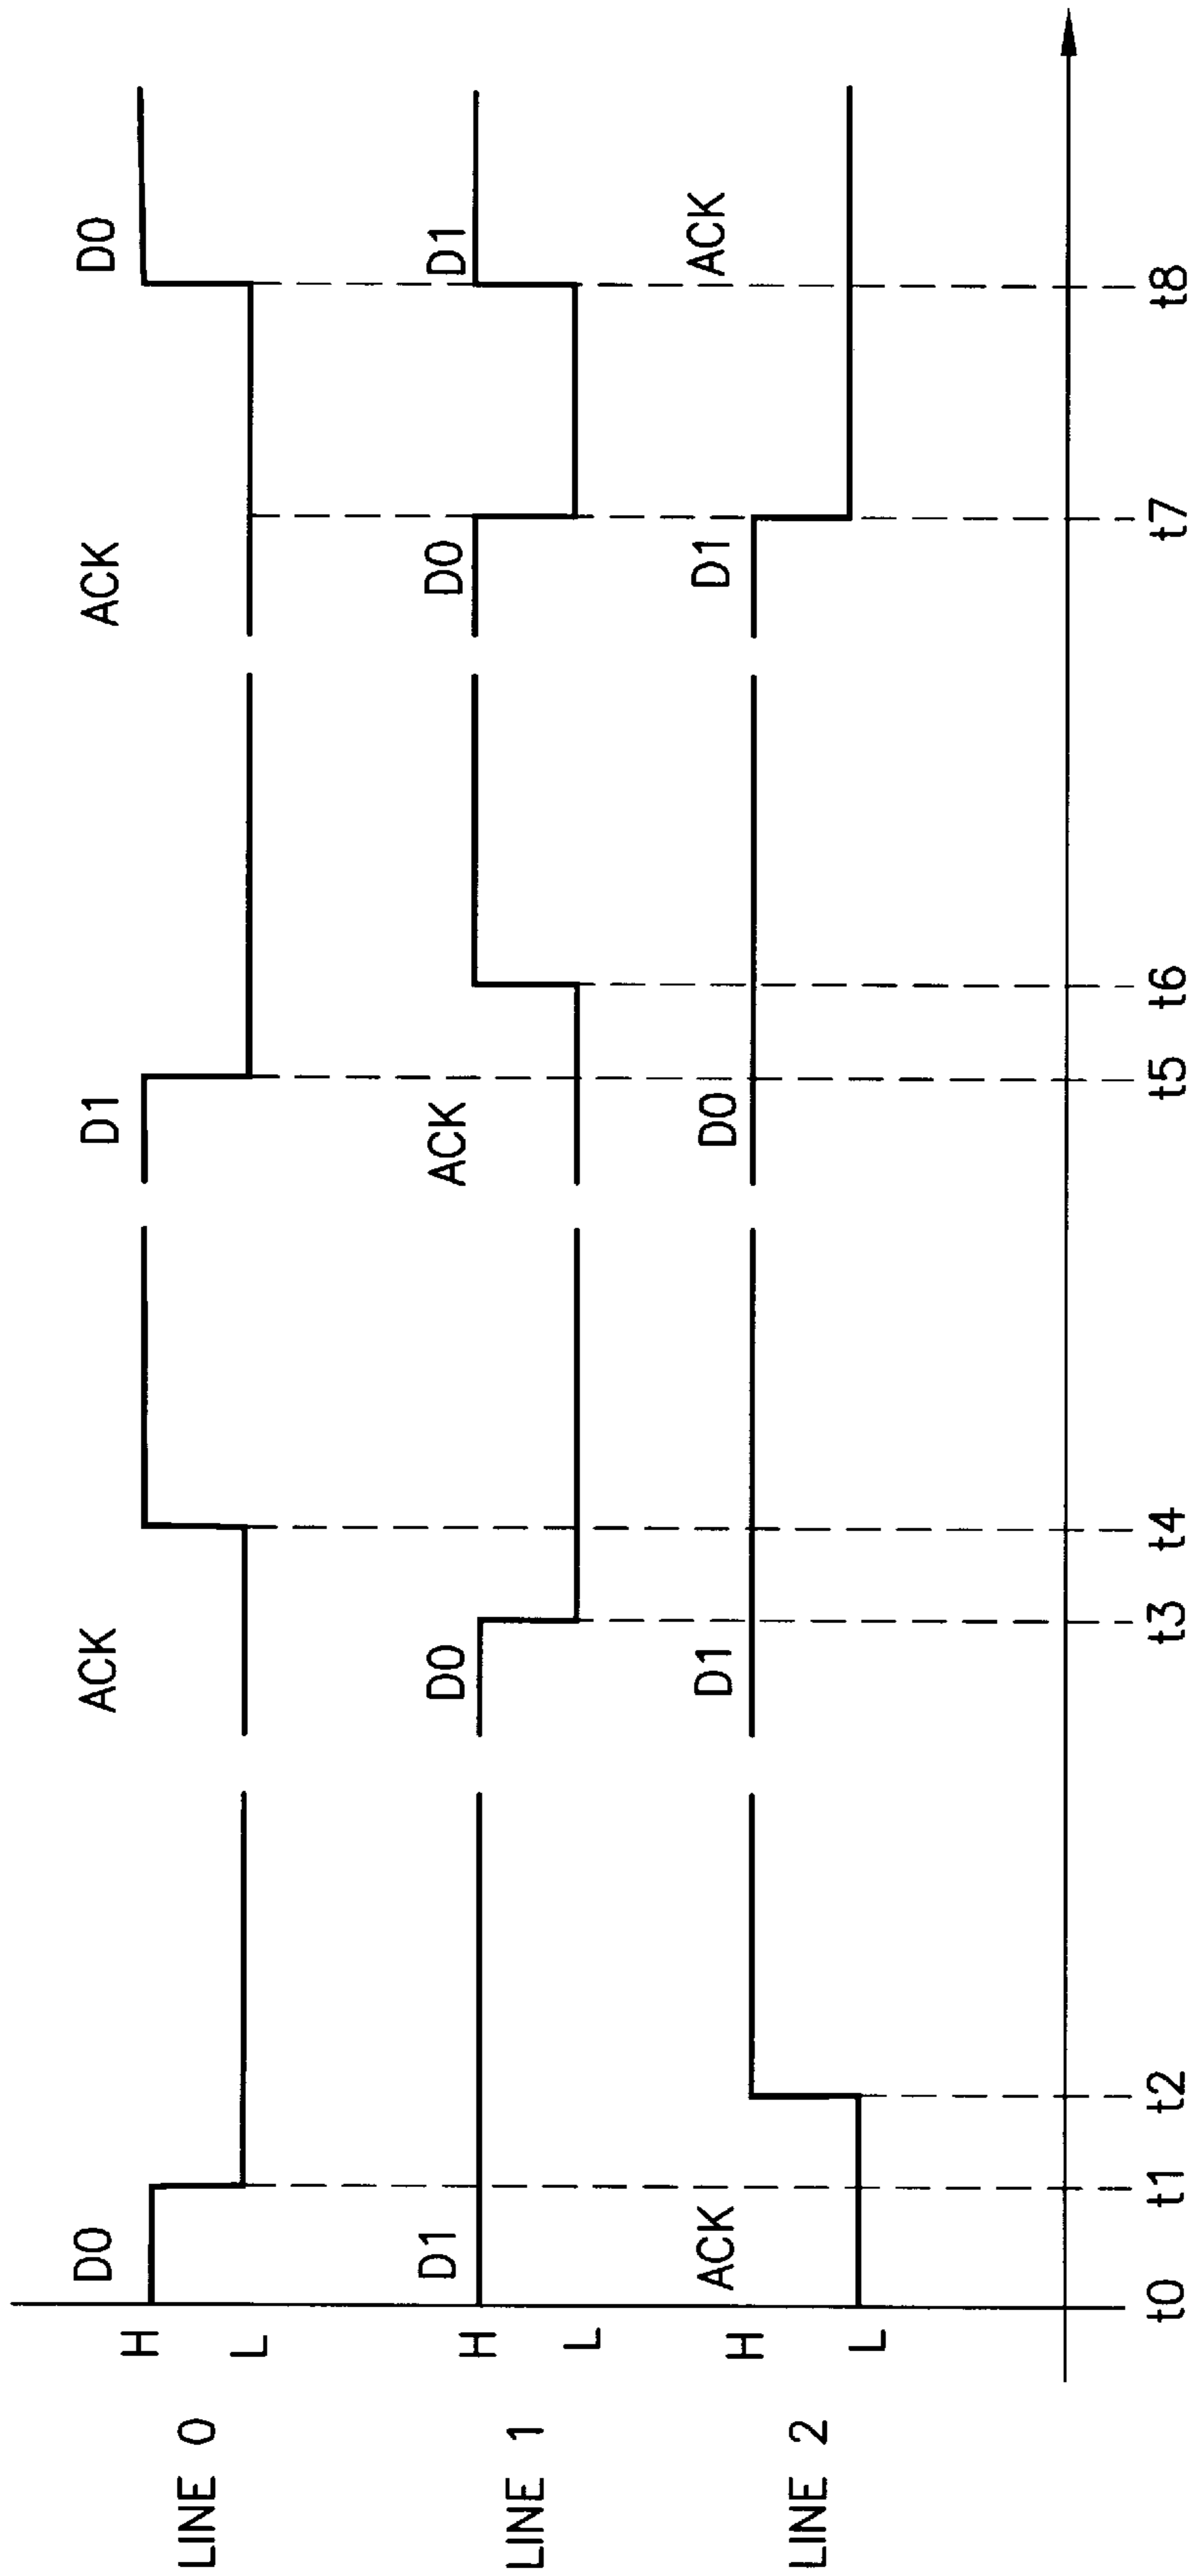 D0 ACK D1 ACK D0
LINE 0 H
L
D1 D0 ACK D0 D1
LINE 1 H
L
ACK D1 D0 D1 ACK
LINE 2 H
L
t0 t1 t2 t3 t4 t5 t6 t7 t8